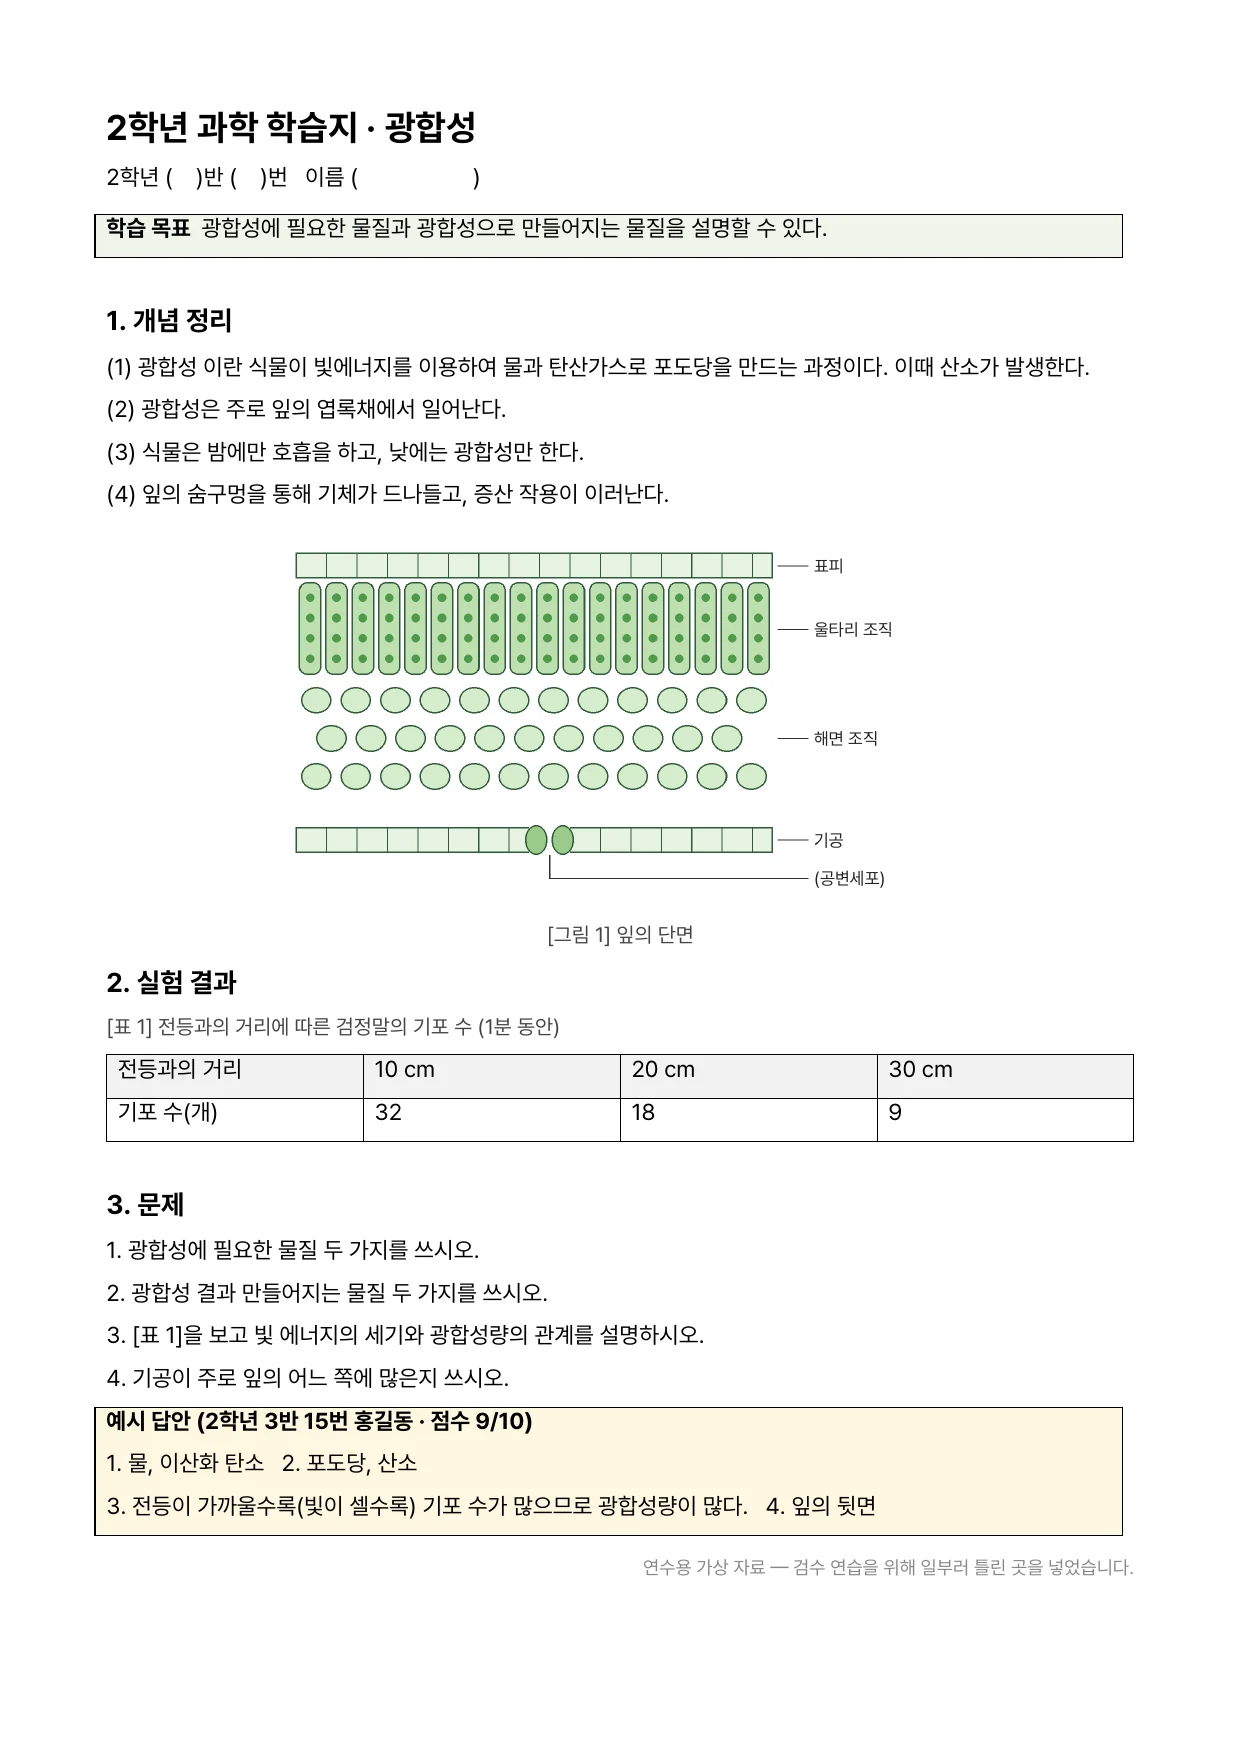 2학년 과학 학습지 · 광합성
2학년 (    )반 (    )번   이름 (                    )
학습 목표  광합성에 필요한 물질과 광합성으로 만들어지는 물질을 설명할 수 있다.
1. 개념 정리
(1) 광합성 이란 식물이 빛에너지를 이용하여 물과 탄산가스로 포도당을 만드는 과정이다. 이때 산소가 발생한다.
(2) 광합성은 주로 잎의 엽록채에서 일어난다.
(3) 식물은 밤에만 호흡을 하고, 낮에는 광합성만 한다.
(4) 잎의 숨구멍을 통해 기체가 드나들고, 증산 작용이 이러난다.
표피
울타리 조직
해면 조직
기공
(공변세포)
[그림 1] 잎의 단면
2. 실험 결과
[표 1] 전등과의 거리에 따른 검정말의 기포 수 (1분 동안)
전등과의 거리 10 cm 20 cm 30 cm
기포 수(개) 32 18 9
3. 문제
1. 광합성에 필요한 물질 두 가지를 쓰시오.
2. 광합성 결과 만들어지는 물질 두 가지를 쓰시오.
3. [표 1]을 보고 빛 에너지의 세기와 광합성량의 관계를 설명하시오.
4. 기공이 주로 잎의 어느 쪽에 많은지 쓰시오.
예시 답안 (2학년 3반 15번 홍길동 · 점수 9/10)
1. 물, 이산화 탄소   2. 포도당, 산소
3. 전등이 가까울수록(빛이 셀수록) 기포 수가 많으므로 광합성량이 많다.   4. 잎의 뒷면
연수용 가상 자료 — 검수 연습을 위해 일부러 틀린 곳을 넣었습니다.